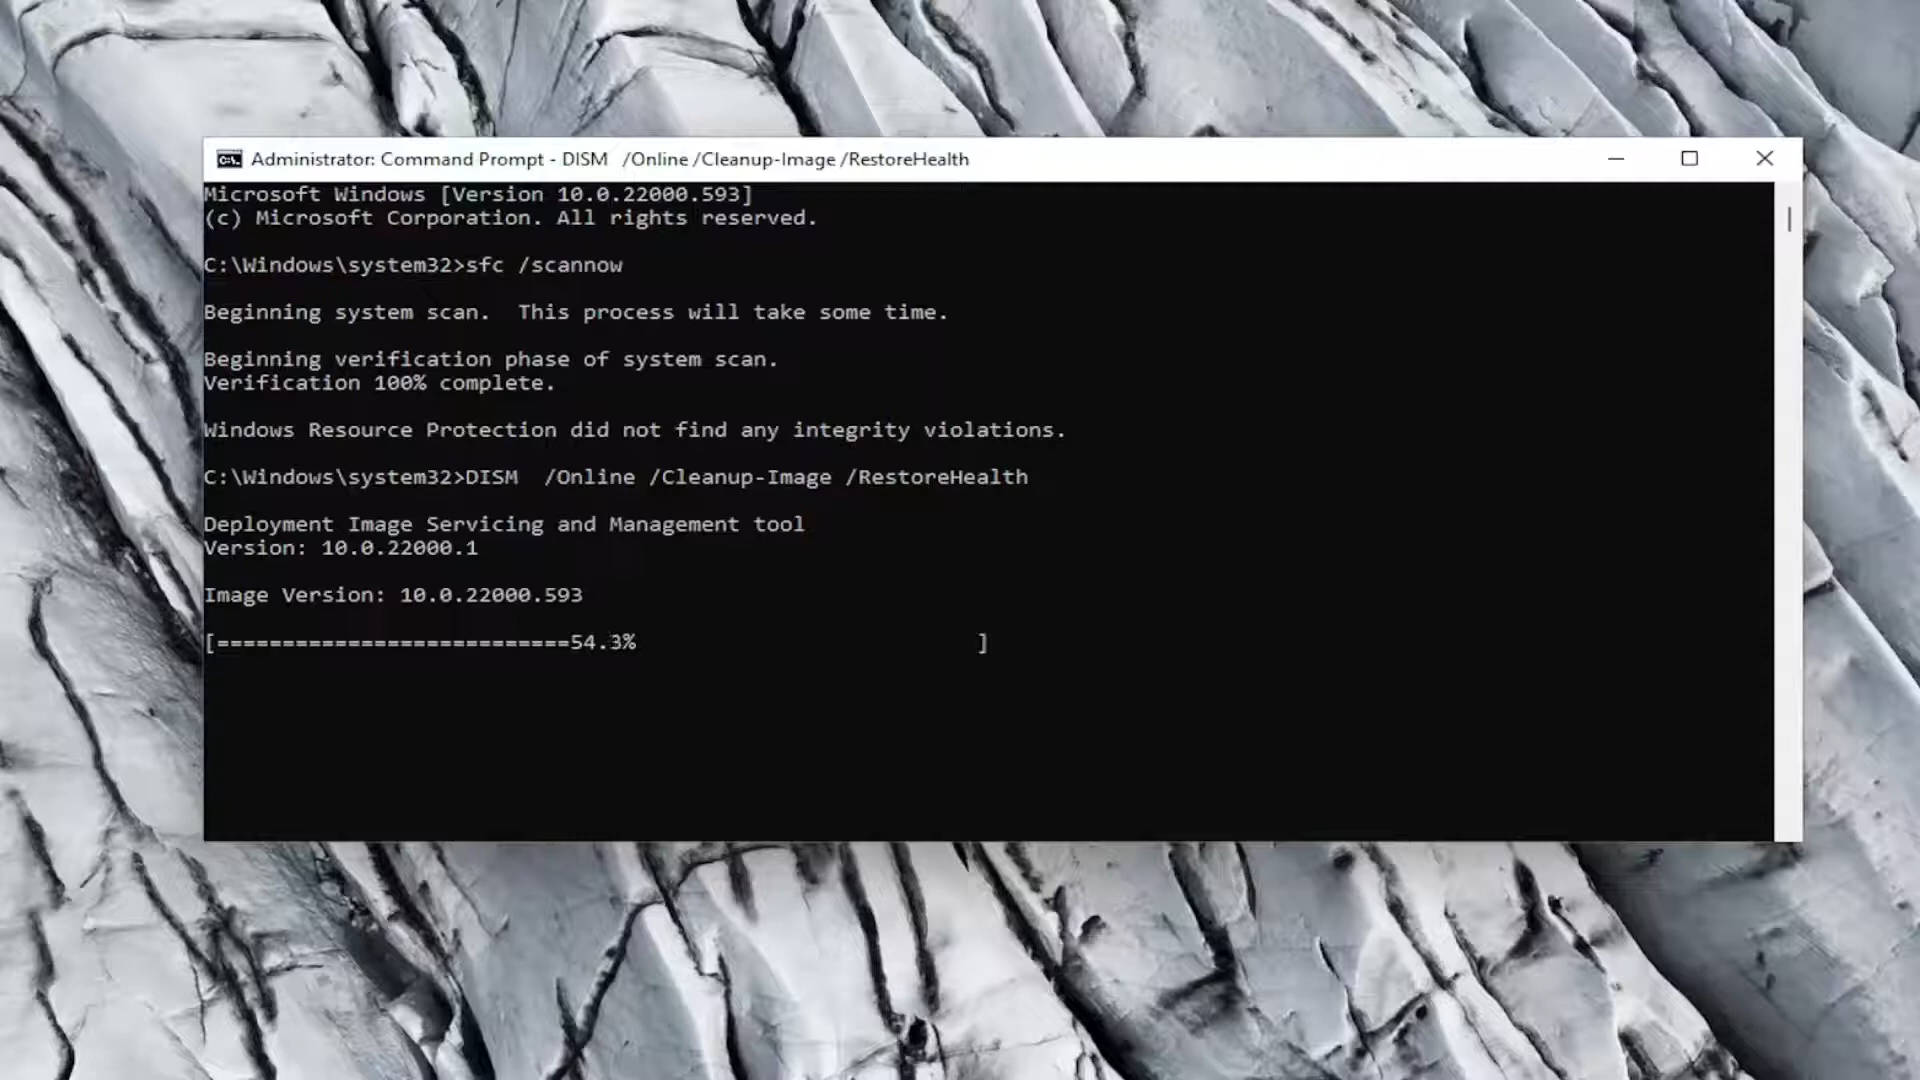 Administrator: Command Prompt - DISM  /Online /Cleanup-Image /RestoreHealth
Microsoft Windows [Version 10.0.22000.593]
(c) Microsoft Corporation. All rights reserved.
C:\Windows\system32>sfc /scannow
Beginning system scan.  This process will take some time.
Beginning verification phase of system scan.
Verification 100% complete.
Windows Resource Protection did not find any integrity violations.
C:\Windows\system32>DISM  /Online /Cleanup-Image /RestoreHealth
Deployment Image Servicing and Management tool
Version: 10.0.22000.1
Image Version: 10.0.22000.593
[===========================54.3%                          ]